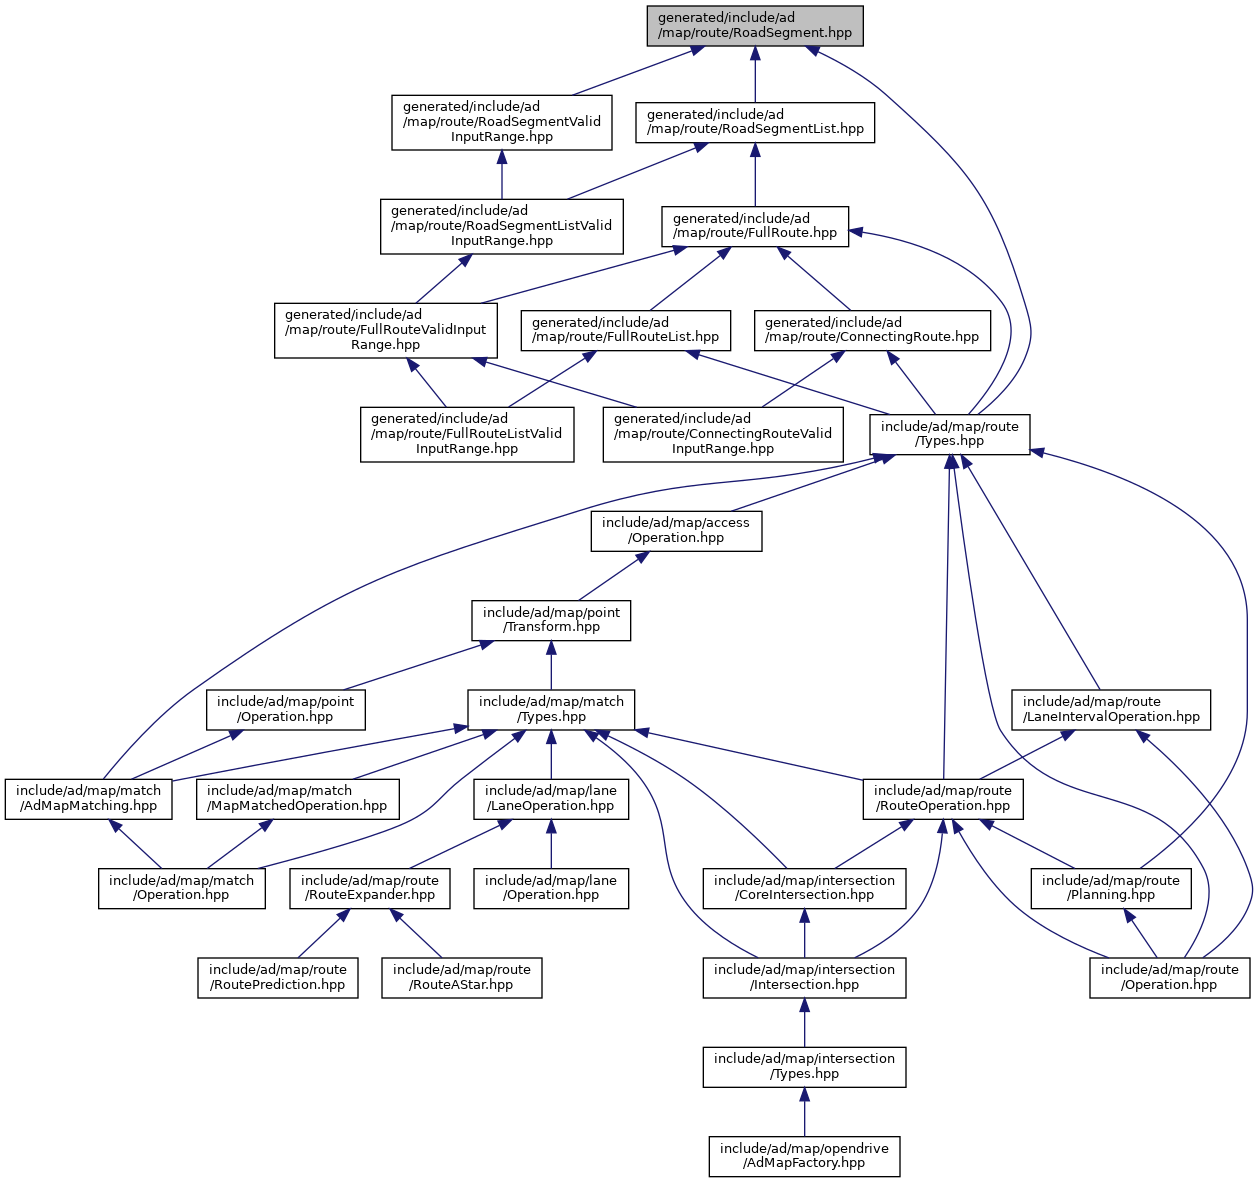 generated/include/ad
/map/route/RoadSegment.hpp
generated/include/ad
/map/route/RoadSegmentValid
InputRange.hpp
generated/include/ad
/map/route/RoadSegmentList.hpp
generated/include/ad
/map/route/RoadSegmentListValid
InputRange.hpp
generated/include/ad
/map/route/FullRoute.hpp
generated/include/ad
/map/route/FullRouteValidInput
Range.hpp
generated/include/ad
/map/route/FullRouteList.hpp
generated/include/ad
/map/route/ConnectingRoute.hpp
generated/include/ad
/map/route/FullRouteListValid
InputRange.hpp
generated/include/ad
/map/route/ConnectingRouteValid
InputRange.hpp
include/ad/map/route
/Types.hpp
include/ad/map/access
/Operation.hpp
include/ad/map/point
/Transform.hpp
include/ad/map/point
/Operation.hpp
include/ad/map/match
/Types.hpp
include/ad/map/route
/LaneIntervalOperation.hpp
include/ad/map/match
/AdMapMatching.hpp
include/ad/map/match
/MapMatchedOperation.hpp
include/ad/map/lane
/LaneOperation.hpp
include/ad/map/route
/RouteOperation.hpp
include/ad/map/match
/Operation.hpp
include/ad/map/route
/RouteExpander.hpp
include/ad/map/lane
/Operation.hpp
include/ad/map/intersection
/CoreIntersection.hpp
include/ad/map/route
/Planning.hpp
include/ad/map/route
/RoutePrediction.hpp
include/ad/map/route
/RouteAStar.hpp
include/ad/map/intersection
/Intersection.hpp
include/ad/map/route
/Operation.hpp
include/ad/map/intersection
/Types.hpp
include/ad/map/opendrive
/AdMapFactory.hpp